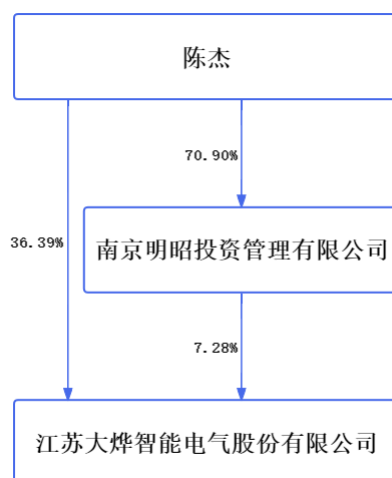 陈杰
70.90%
36.39%
南京明昭投资管理有限公司
7.28%
江苏大烨智能电气股份有限公司